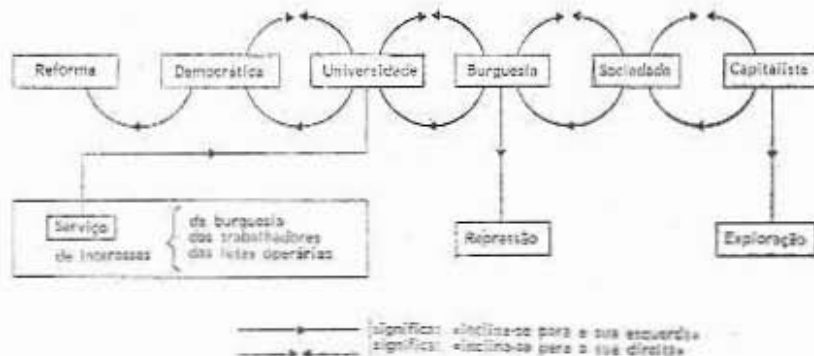 Reforma
Democrática
Universidade
Burguesia
Sociedade
Capitalista
Serviço
de interesses
da burguesia
dos trabalhadores
das lutas operárias
Repressão
Exploração
significa: «inclina-se para a sua esquerda»
significa: «inclina-se para a sua direita»